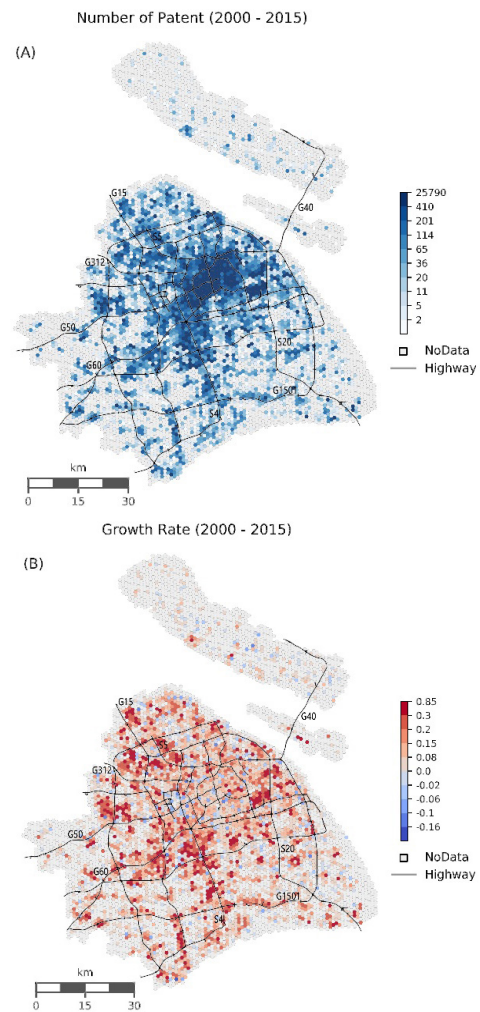 Number of Patent (2000 - 2015)
(A)
G15
G40
G312
G50
G60
S20
G1501
S4
25790
410
201
114
65
36
20
11
5
2
NoData
Highway
km
0 15 30
Growth Rate (2000 - 2015)
(B)
G15
G40
S5
G312
G50
G60
S20
G1501
S4
0.85
0.3
0.2
0.15
0.08
0.0
-0.02
-0.06
-0.1
-0.16
NoData
Highway
km
0 15 30